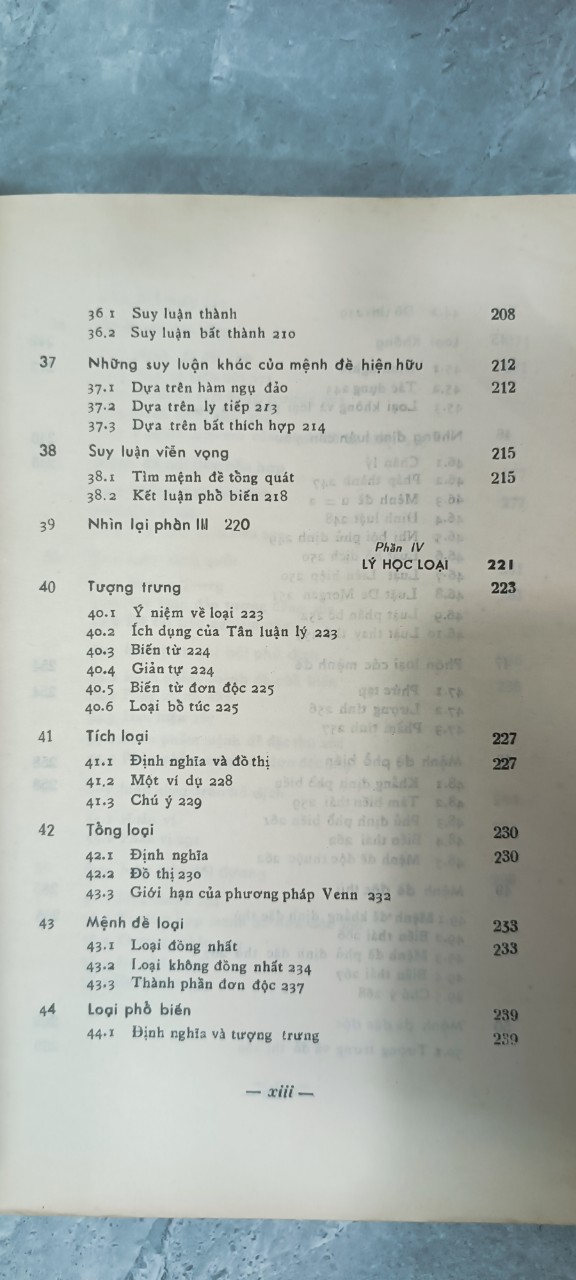 36 1 Suy luận thành 208
36.2 Suy luận bất thành 210
37 Những suy luận khác của mệnh đề hiện hữu 212
37.1 Dựa trên hàm ngụ đảo 212
37.2 Dựa trên ly tiếp 213
37.3 Dựa trên bất thích hợp 214
38 Suy luận viễn vọng 215
38.1 Tìm mệnh đề tổng quát 215
38.2 Kết luận phổ biến 218
39 Nhìn lại phần III 220
Phần IV
LÝ HỌC LOẠI 221
40 Tượng trưng 223
40.1 Ý niệm về loại 223
40.2 Ích dụng của Tân luận lý 223
40.3 Biến từ 224
40.4 Giản tự 224
40.5 Biến từ đơn độc 225
40.6 Loại bổ túc 225
41 Tích loại 227
41.1 Định nghĩa và đồ thị 227
41.2 Một ví dụ 228
41.3 Chú ý 229
42 Tổng loại 230
42.1 Định nghĩa 230
42.2 Đồ thị 230
43.3 Giới hạn của phương pháp Venn 232
43 Mệnh đề loại 233
43.1 Loại đồng nhất 233
43.2 Loại không đồng nhất 234
43.3 Thành phần đơn độc 237
44 Loại phổ biến 239
44.1 Định nghĩa và tượng trưng 239
— xiii —